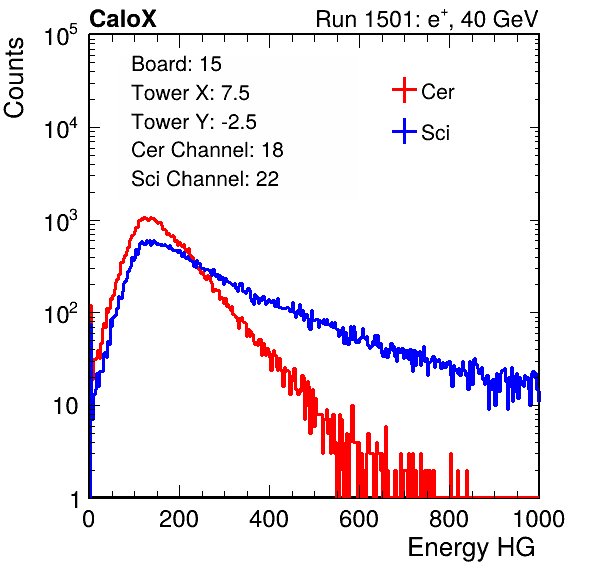 CaloX Run 1501: e⁺, 40 GeV
Counts
10⁵
10⁴
10³
10²
10
1
Board: 15
Tower X: 7.5
Tower Y: -2.5
Cer Channel: 18
Sci Channel: 22
Cer
Sci
0 200 400 600 800 1000
Energy HG